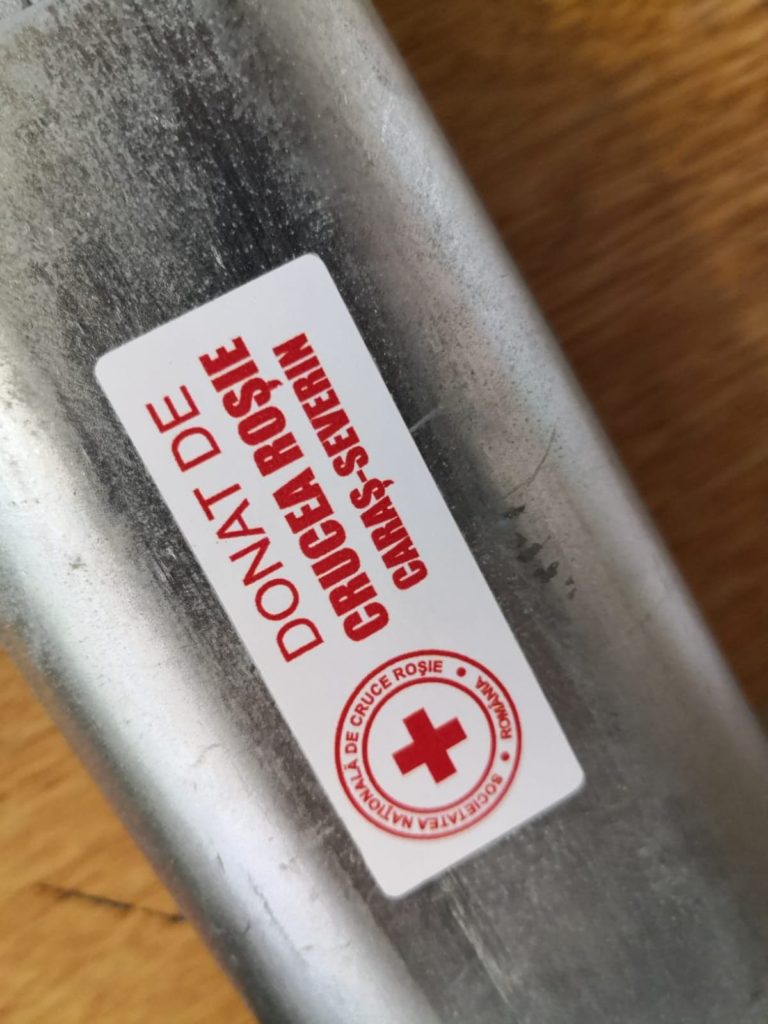 DONAT DE
CRUCEA ROȘIE
CARAȘ-SEVERIN
SOCIETATEA NAȚIONALĂ DE CRUCE ROȘIE • ROMÂNIA •